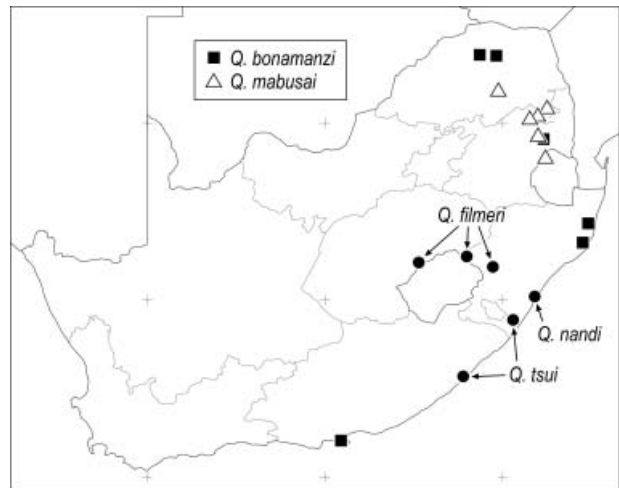 Q. bonamanzi
Q. mabusai
Q. filmeri
Q. nandi
Q. tsui